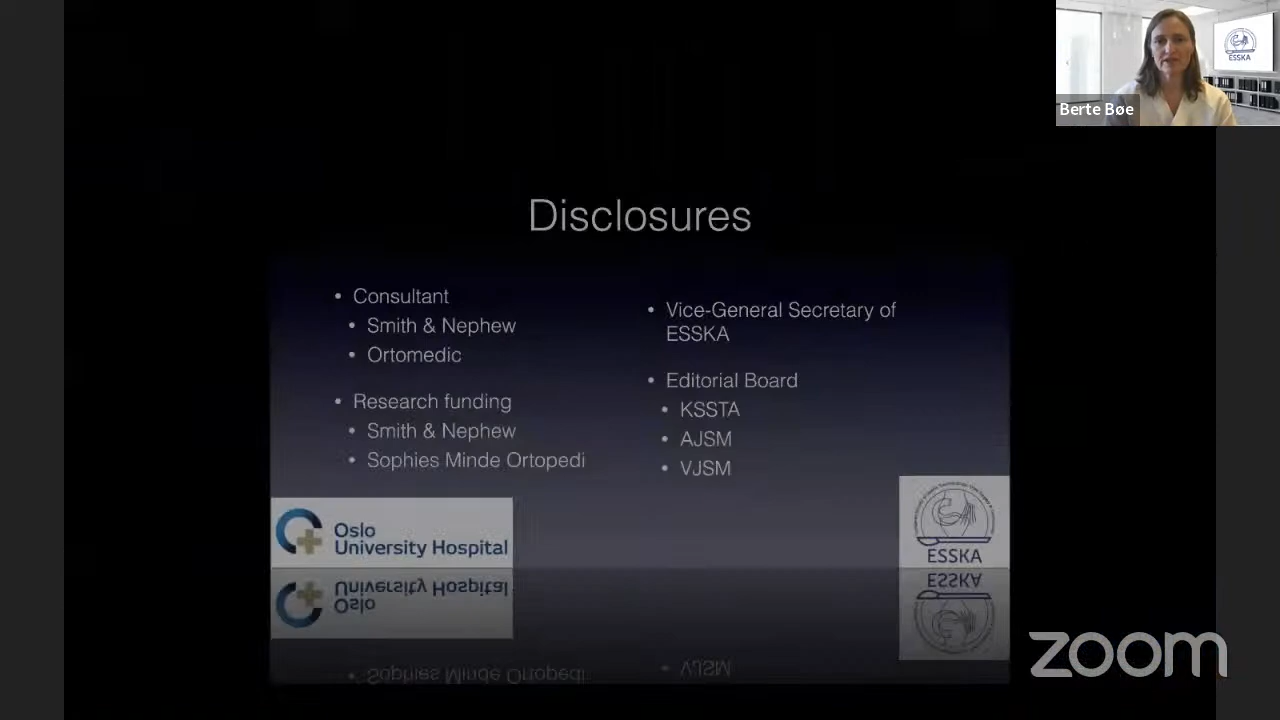 ESSKA
Berte Bøe
Disclosures
• Consultant
• Smith & Nephew
• Ortomedic
• Research funding
• Smith & Nephew
• Sophies Minde Ortopedi
• Vice-General Secretary of
ESSKA
• Editorial Board
• KSSTA
• AJSM
• VJSM
Oslo
University Hospital
ESSKA
zoom